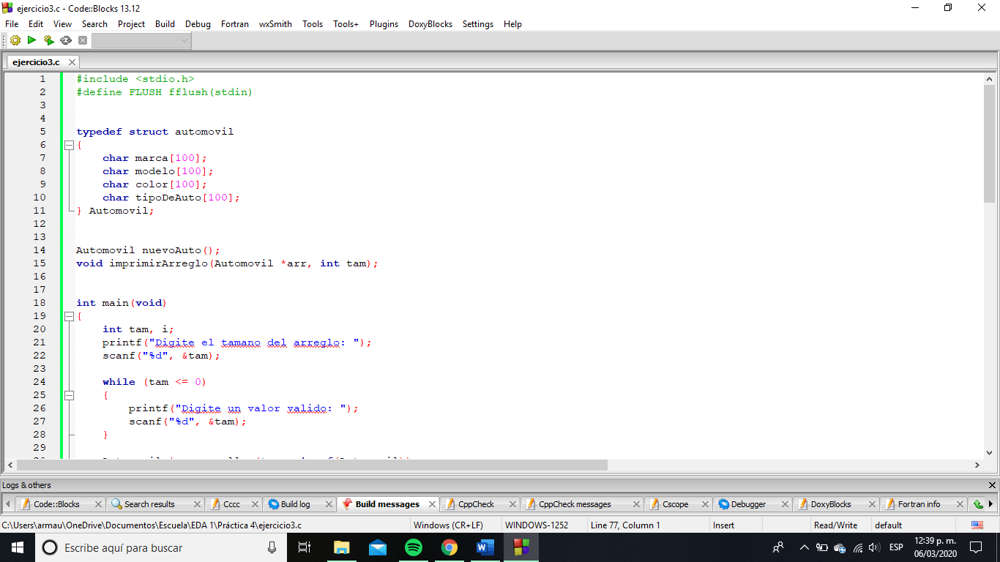 ejercicio3.c - Code::Blocks 13.12
File Edit View Search Project Build Debug Fortran wxSmith Tools Tools+ Plugins DoxyBlocks Settings Help
ejercicio3.c
1 #include <stdio.h>
2 #define FLUSH fflush(stdin)
3
4
5 typedef struct automovil
6 {
7 char marca[100];
8 char modelo[100];
9 char color[100];
10 char tipoDeAuto[100];
11 } Automovil;
12
13
14 Automovil nuevoAuto();
15 void imprimirArreglo(Automovil *arr, int tam);
16
17
18 int main(void)
19 {
20 int tam, i;
21 printf("Digite el tamano del arreglo: ");
22 scanf("%d", &tam);
23
24 while (tam <= 0)
25 {
26 printf("Digite un valor valido: ");
27 scanf("%d", &tam);
28 }
29
Logs & others
Code::Blocks Search results Cccc Build log Build messages CppCheck CppCheck messages Cscope Debugger DoxyBlocks Fortran info
C:\Users\armau\OneDrive\Documentos\Escuela\EDA 1\Práctica 4\ejercicio3.c Windows (CR+LF) WINDOWS-1252 Line 77, Column 1 Insert Read/Write default
Escribe aquí para buscar
ESP
12:39 p. m.
06/03/2020